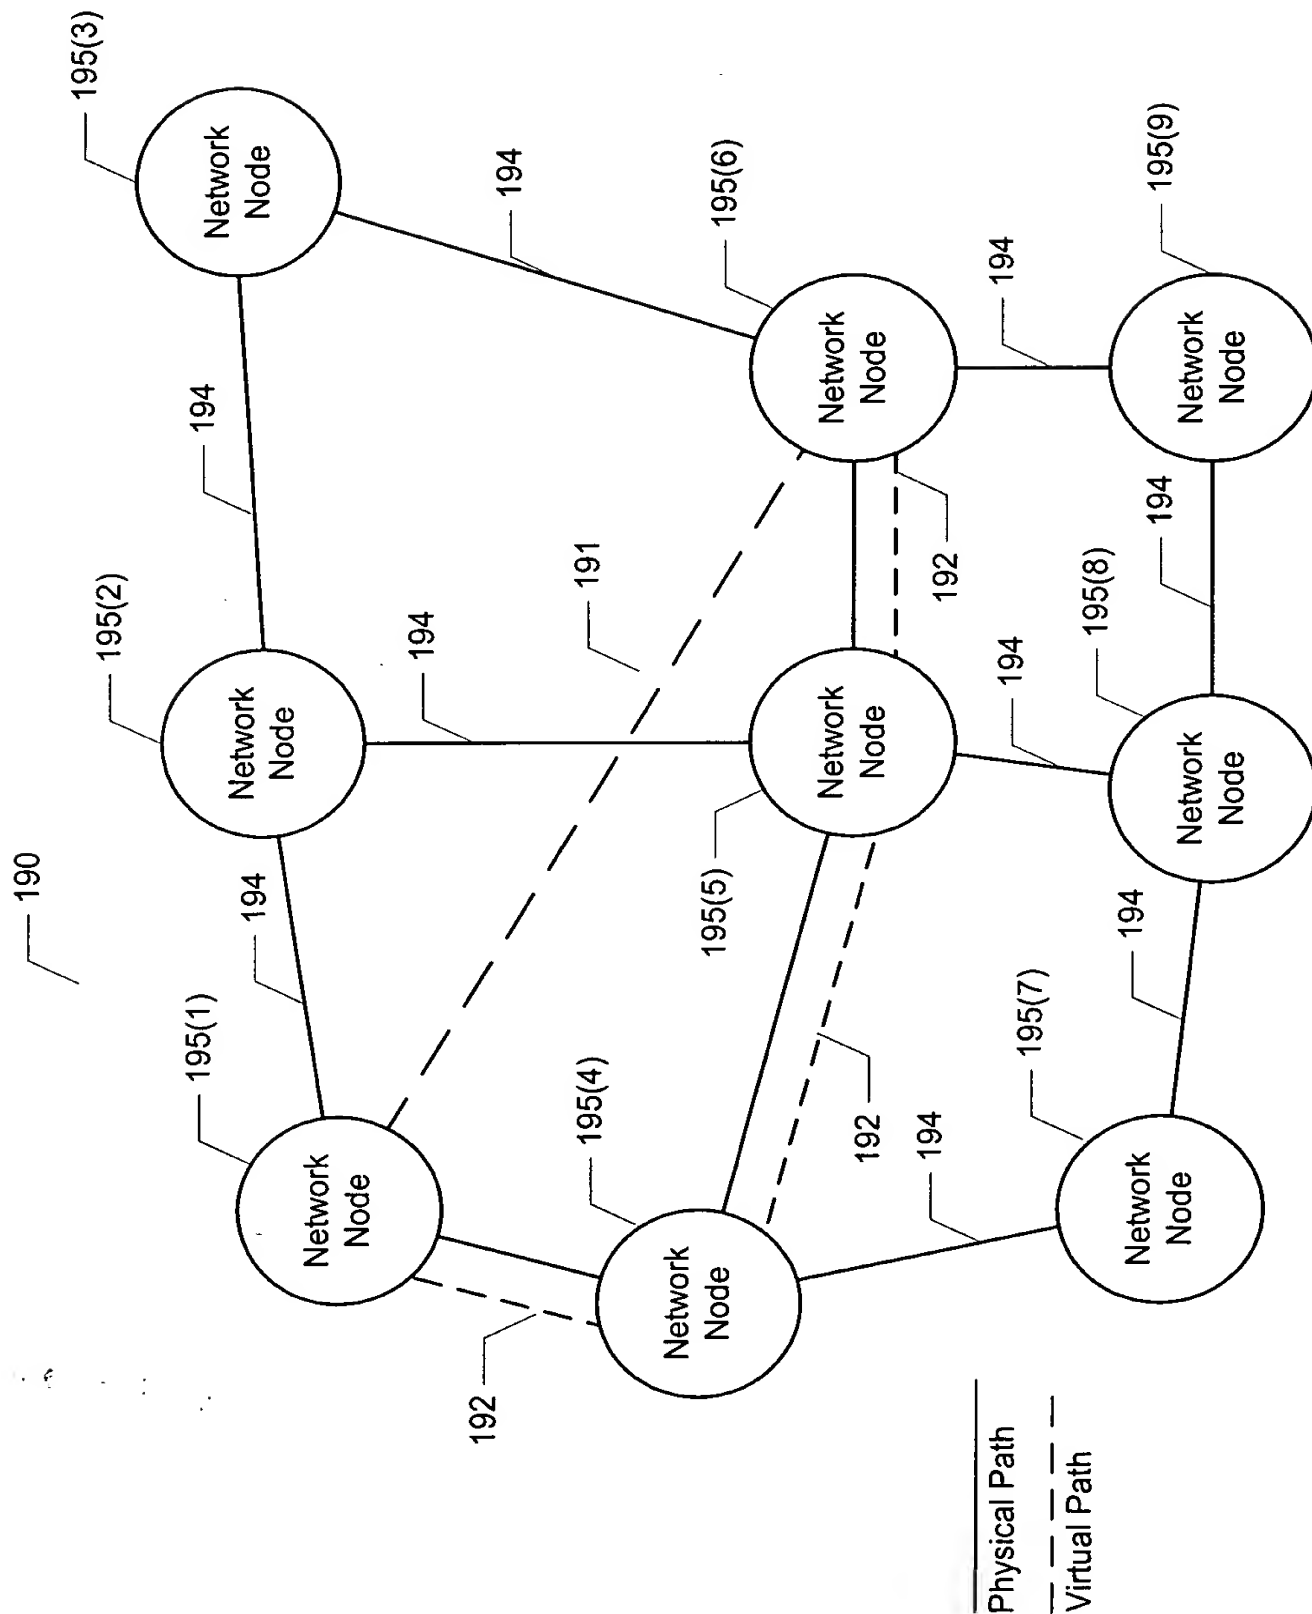 190
195(3)
195(2)
195(1)
194
194
Network
Node
Network
Node
Network
Node
194
194
192
191
195(4)
195(5)
195(6)
Network
Node
Network
Node
Network
Node
192
192
194
194
194
195(7)
195(8)
195(9)
194
194
Network
Node
Network
Node
Network
Node
Physical Path
Virtual Path